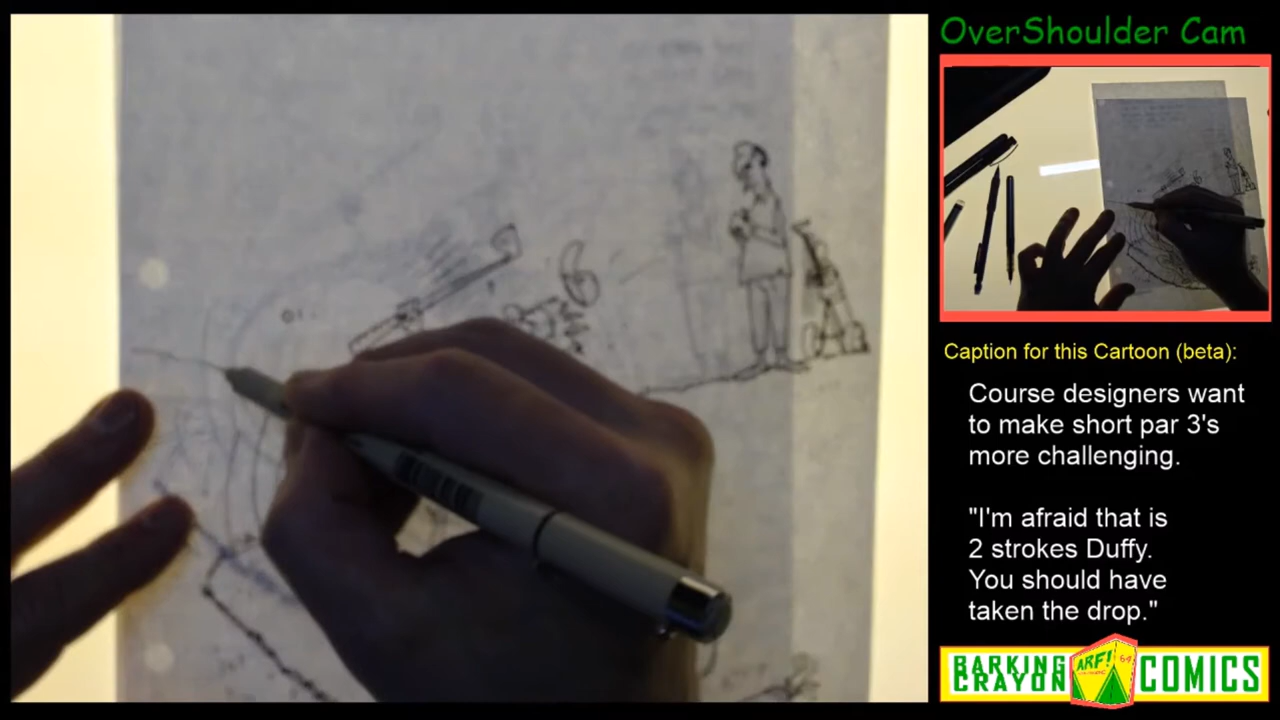 OverShoulder Cam
Caption for this Cartoon (beta):
Course designers want
to make short par 3's
more challenging.
"I'm afraid that is
2 strokes Duffy.
You should have
taken the drop."
BARKING
CRAYON
ARF!
64
COMICS